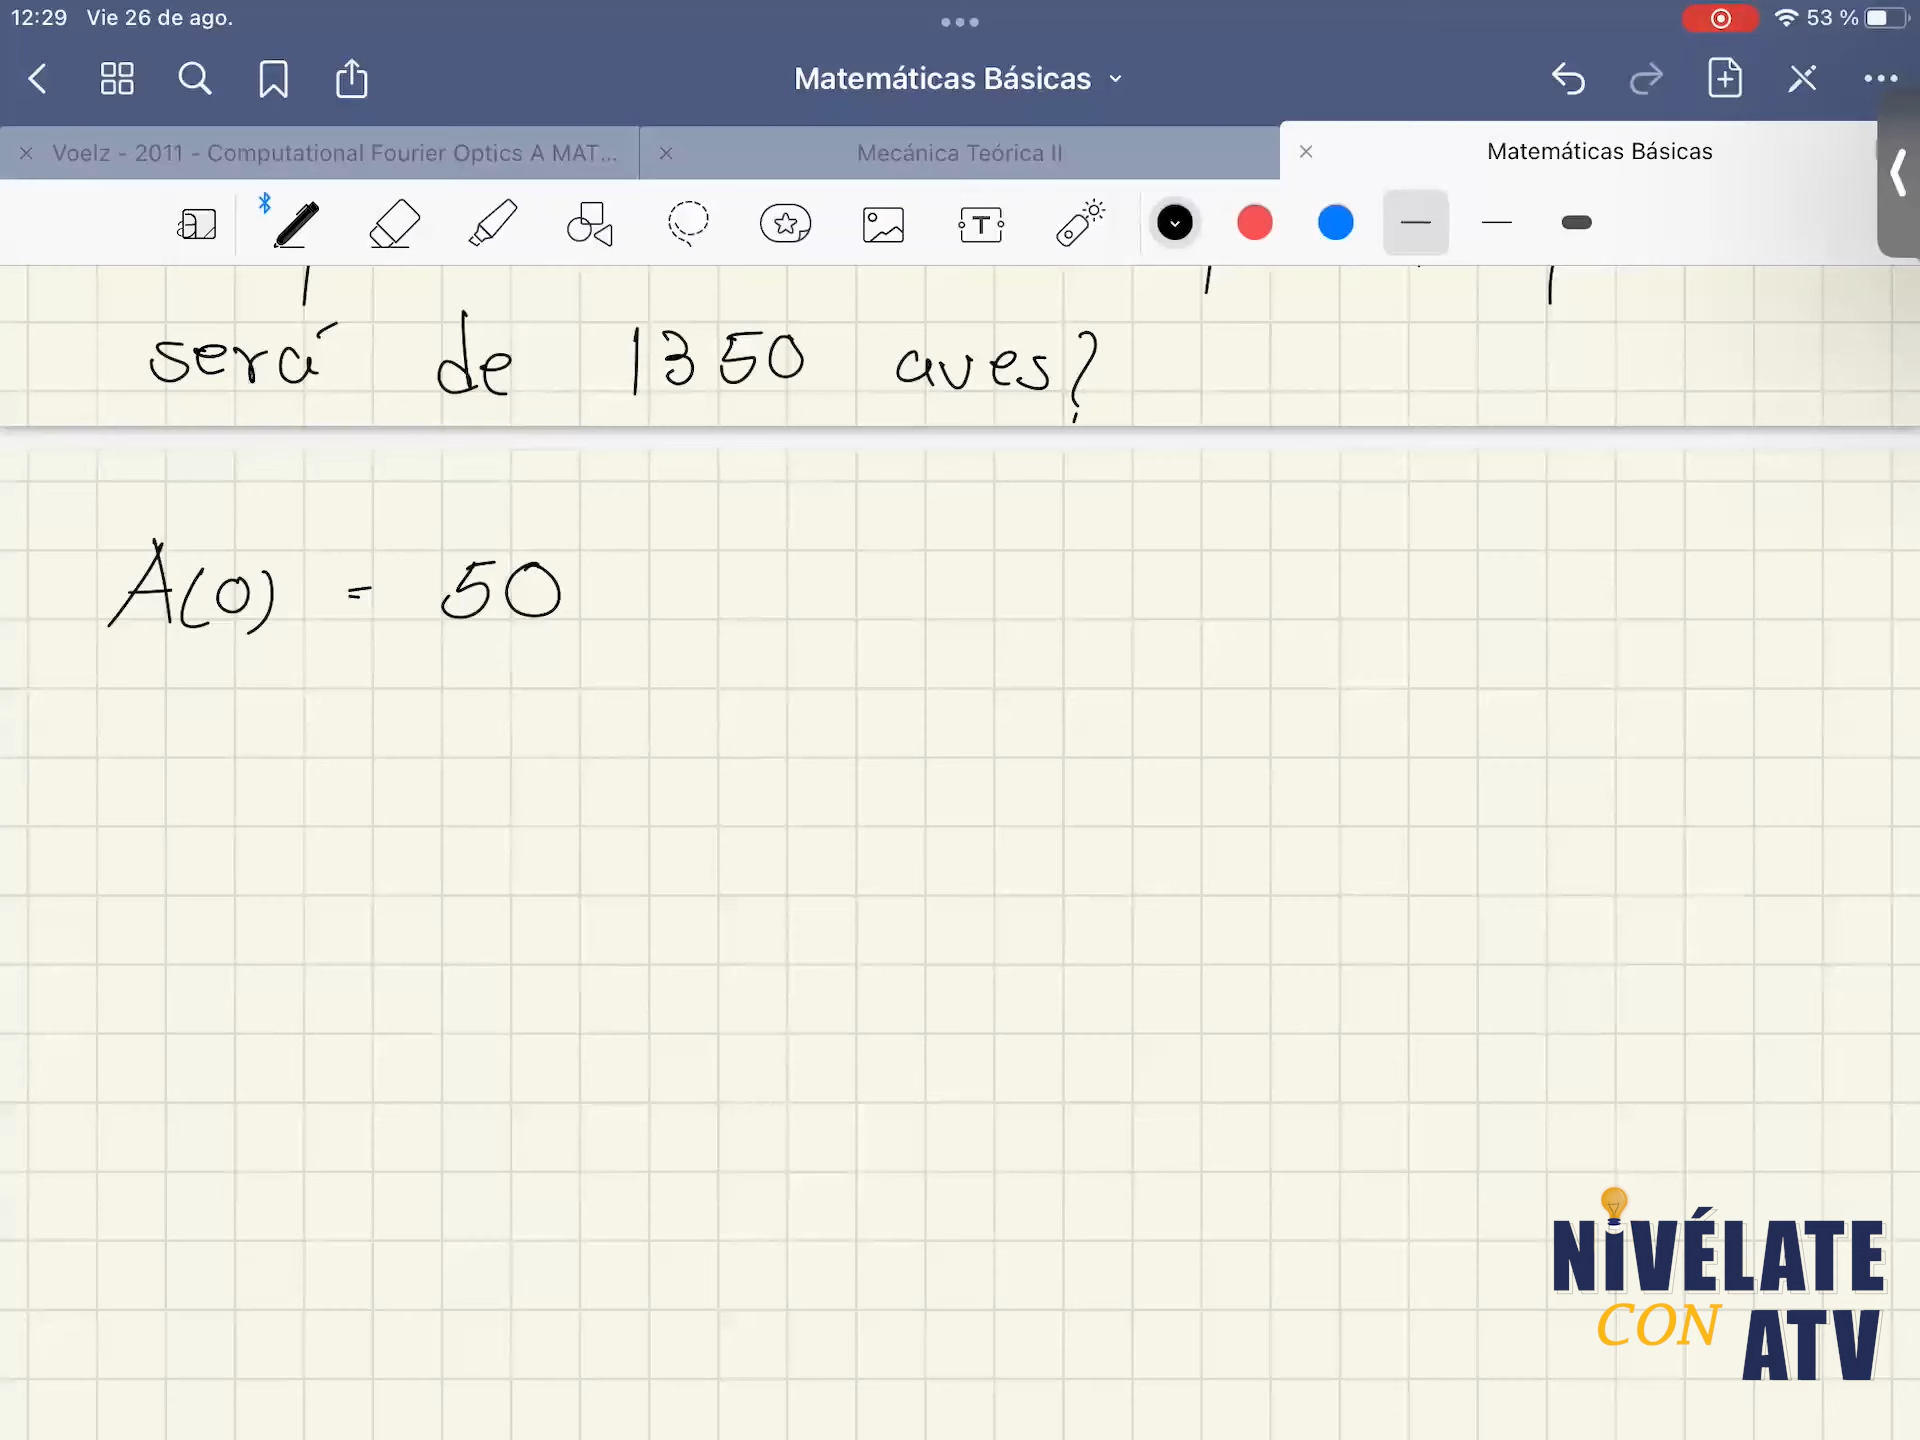 12:29 Vie 26 de ago. 53 %
Matemáticas Básicas
Voelz - 2011 - Computational Fourier Optics A MAT... Mecánica Teórica II Matemáticas Básicas
será de 1350 aves?
A(0) = 50
NIVÉLATE
CON
ATV